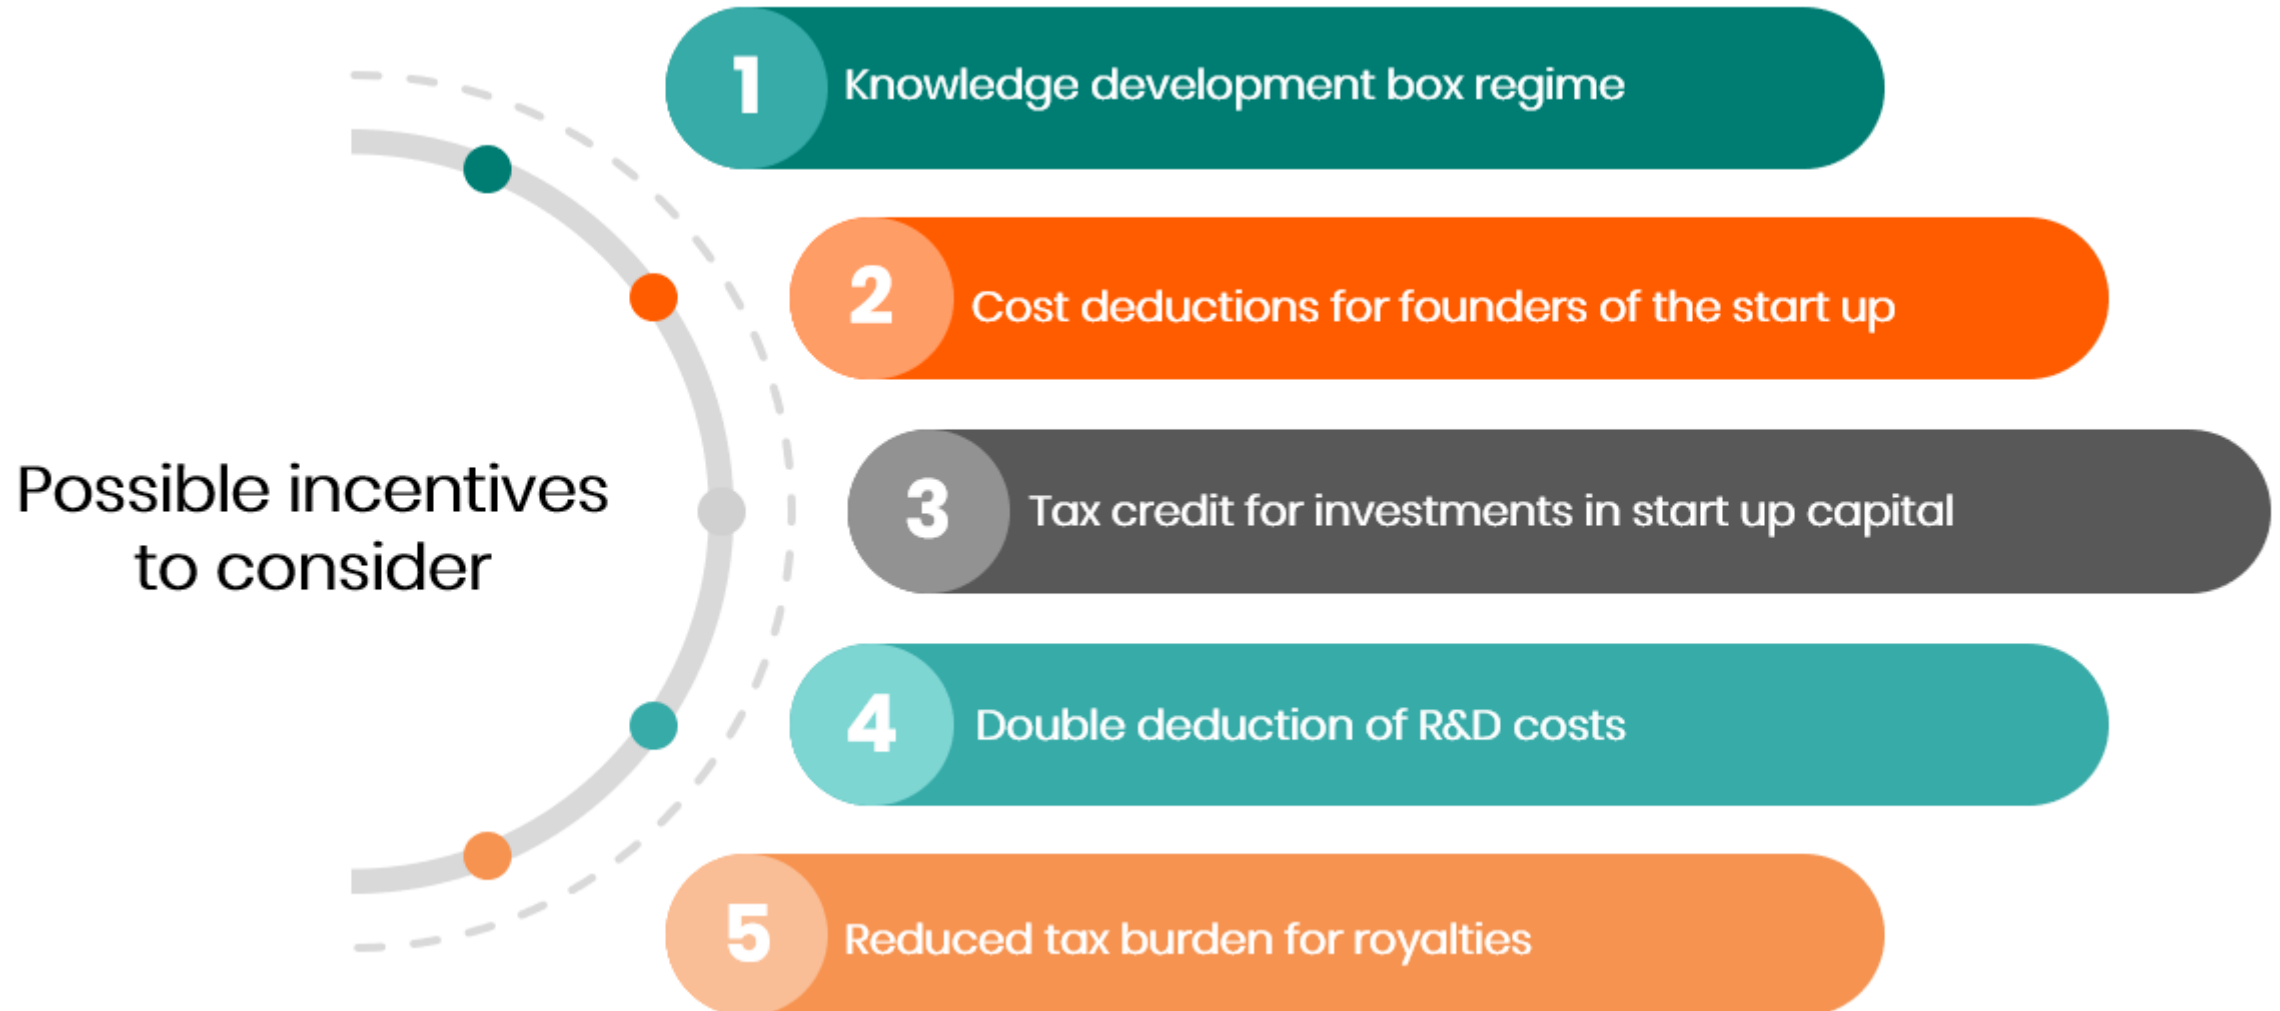 Possible incentives
to consider
1 Knowledge development box regime
2 Cost deductions for founders of the start up
3 Tax credit for investments in start up capital
4 Double deduction of R&D costs
5 Reduced tax burden for royalties